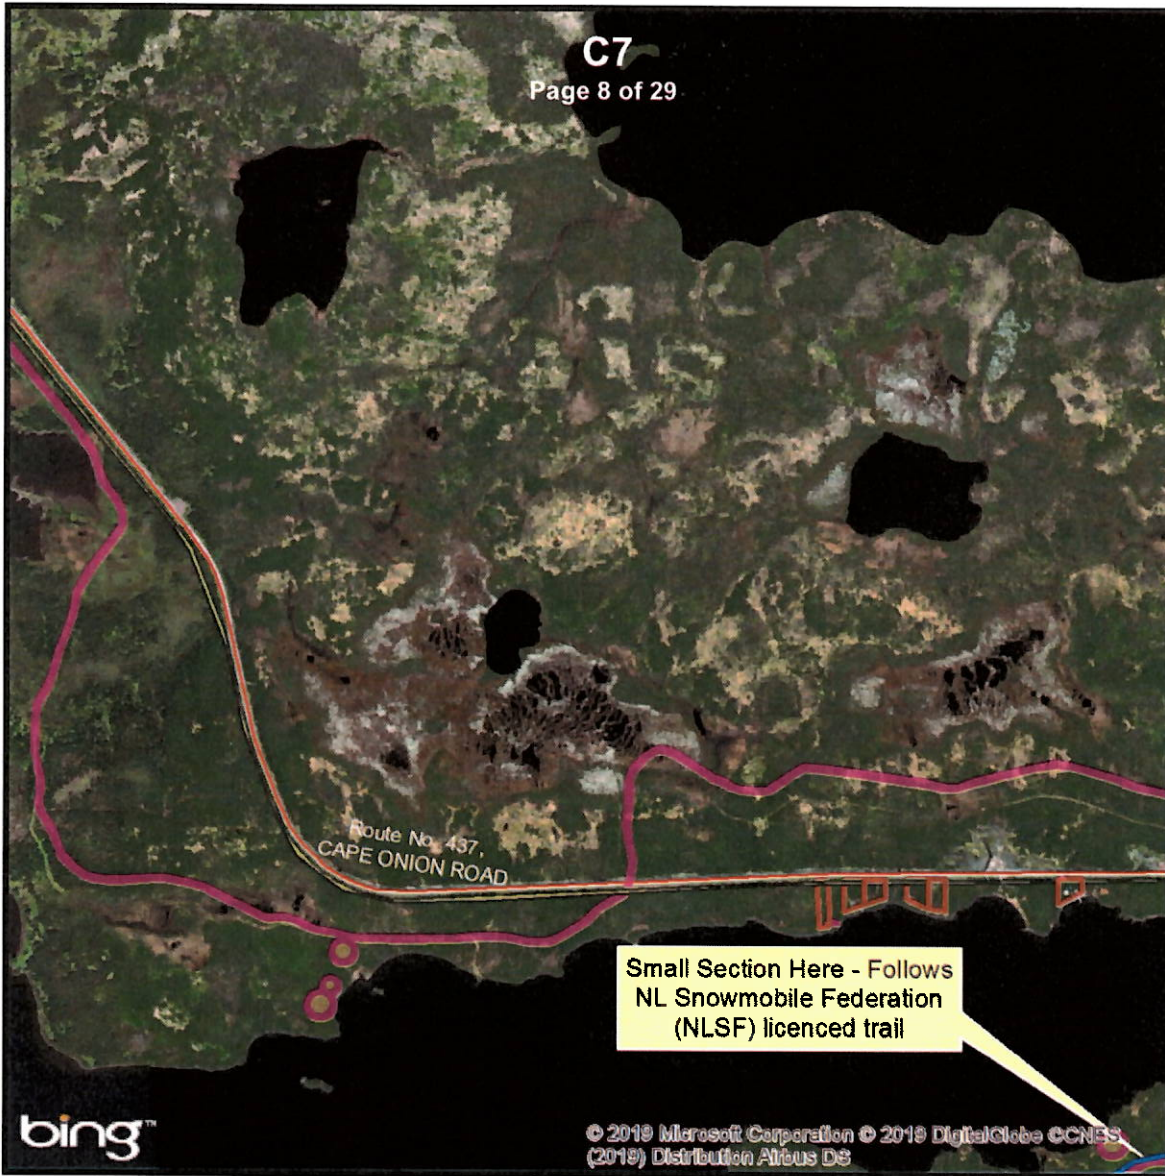 C7
Page 8 of 29
Route No. 437,
CAPE ONION ROAD
Small Section Here - Follows
NL Snowmobile Federation
(NLSF) licenced trail
bing™
© 2019 Microsoft Corporation © 2019 DigitalGlobe ©CNES
(2019) Distribution Airbus DS